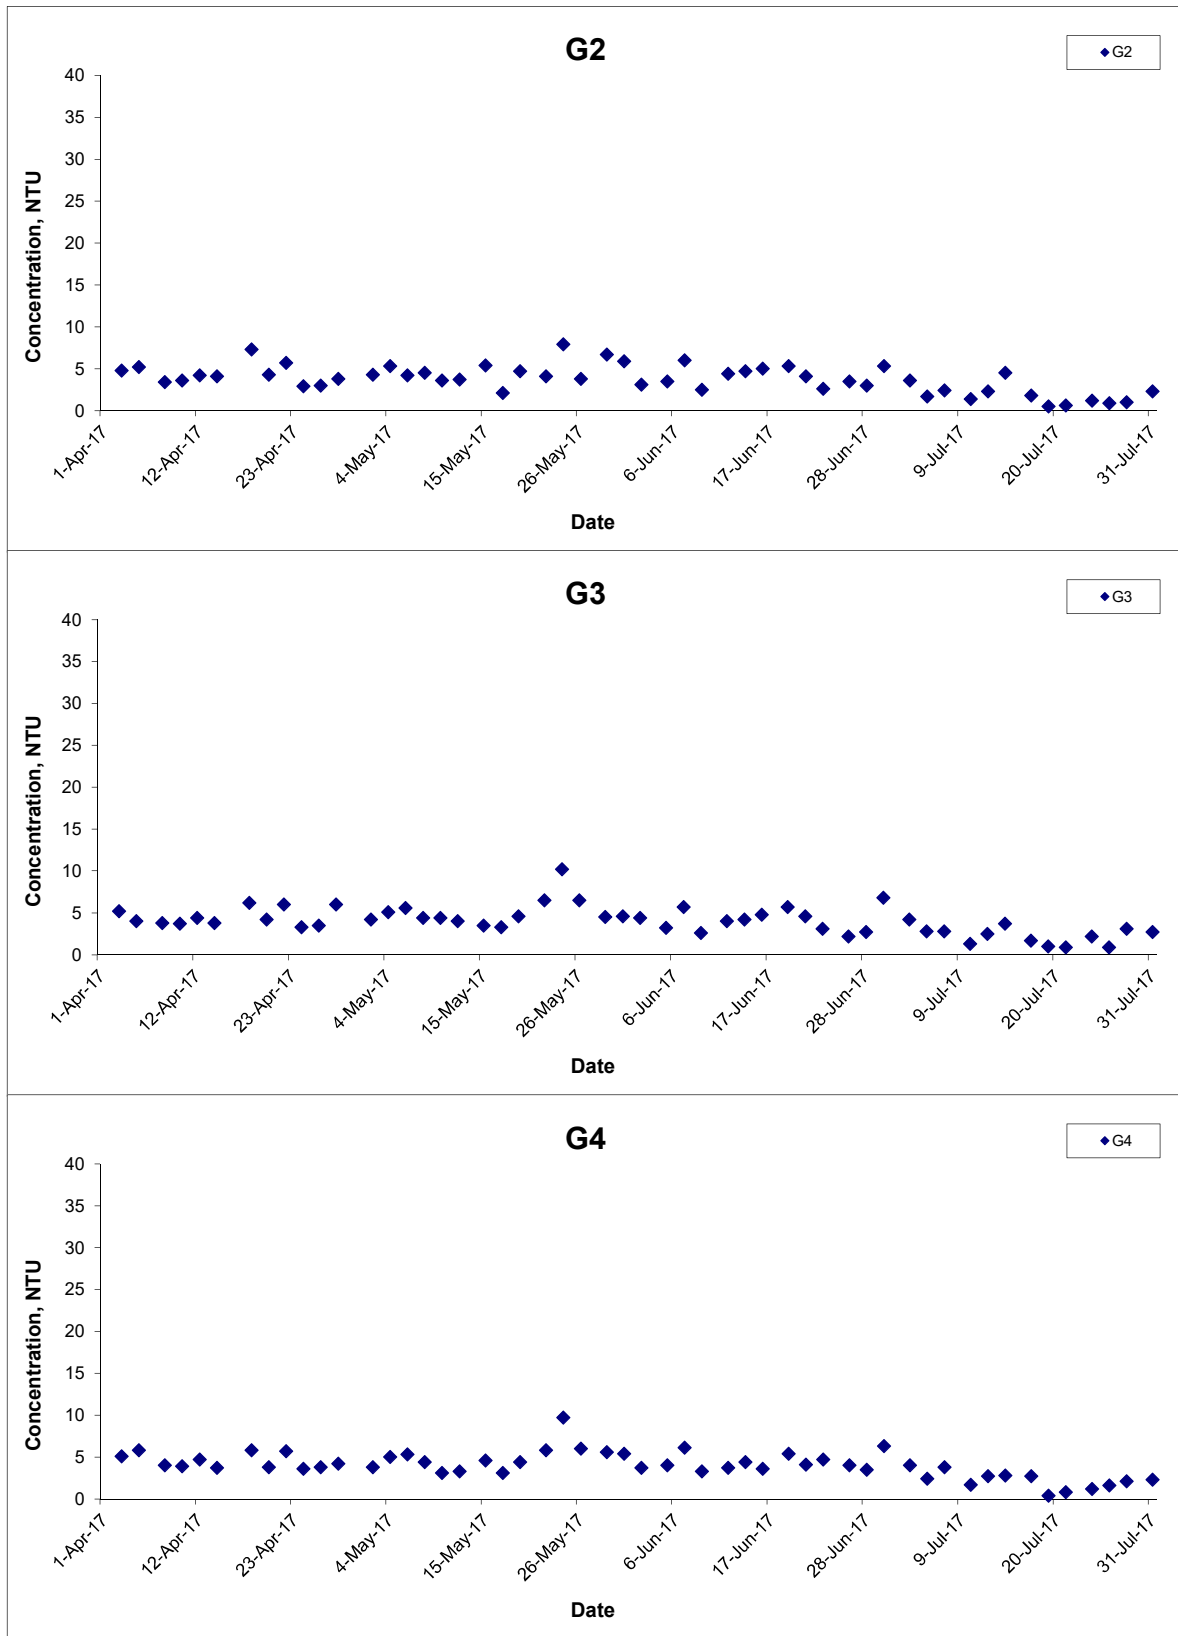 G2
G2
40
35
30
25
20
15
10
5
0
Concentration, NTU
1-Apr-17
12-Apr-17
23-Apr-17
4-May-17
15-May-17
26-May-17
6-Jun-17
17-Jun-17
28-Jun-17
9-Jul-17
20-Jul-17
31-Jul-17
Date
G3
G3
40
35
30
25
20
15
10
5
0
Concentration, NTU
1-Apr-17
12-Apr-17
23-Apr-17
4-May-17
15-May-17
26-May-17
6-Jun-17
17-Jun-17
28-Jun-17
9-Jul-17
20-Jul-17
31-Jul-17
Date
G4
G4
40
35
30
25
20
15
10
5
0
Concentration, NTU
1-Apr-17
12-Apr-17
23-Apr-17
4-May-17
15-May-17
26-May-17
6-Jun-17
17-Jun-17
28-Jun-17
9-Jul-17
20-Jul-17
31-Jul-17
Date